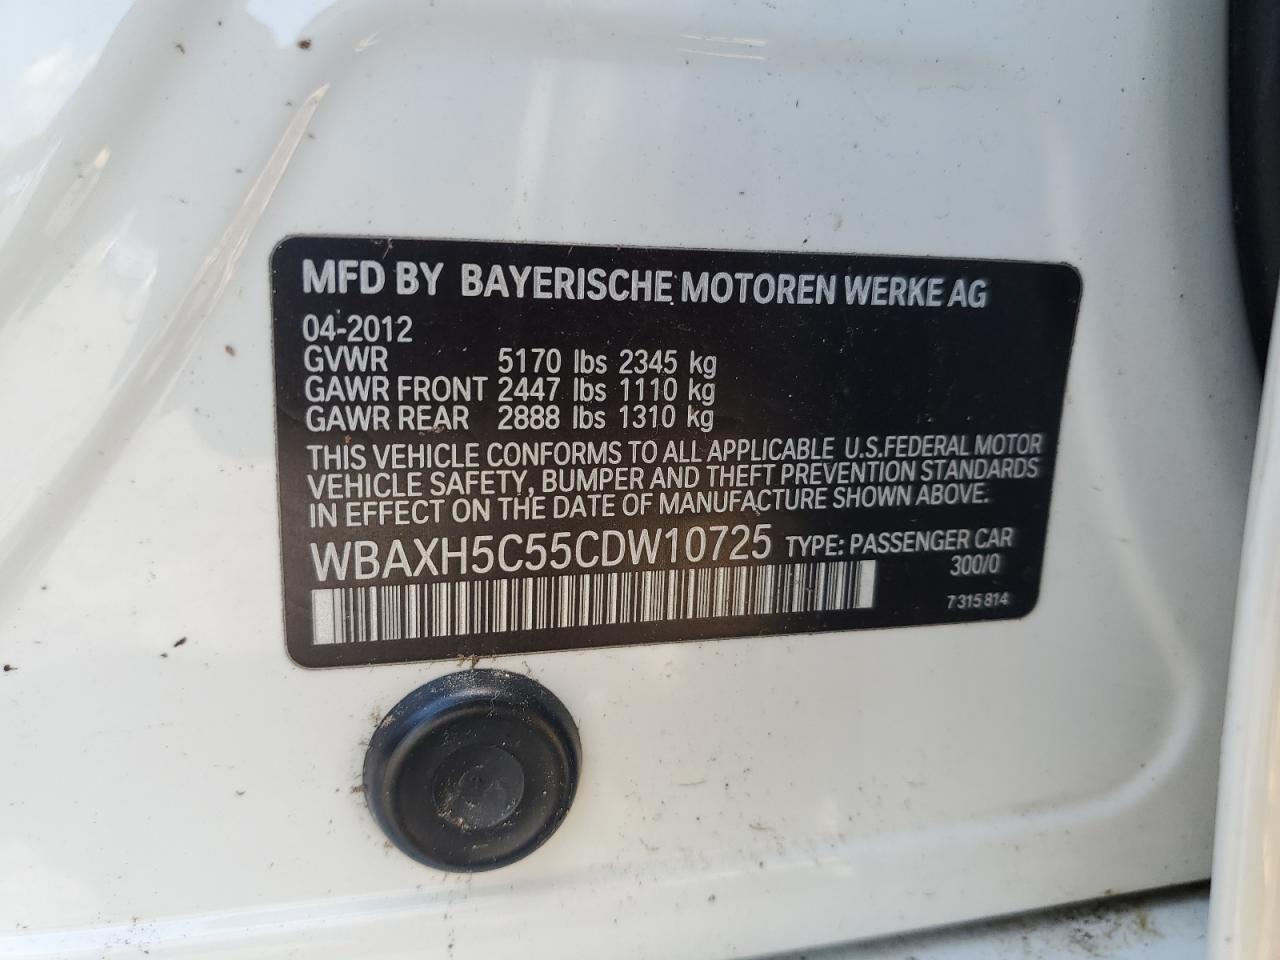 MFD BY BAYERISCHE MOTOREN WERKE AG
04-2012
GVWR 5170 lbs 2345 kg
GAWR FRONT 2447 lbs 1110 kg
GAWR REAR 2888 lbs 1310 kg
THIS VEHICLE CONFORMS TO ALL APPLICABLE U.S.FEDERAL MOTOR
VEHICLE SAFETY, BUMPER AND THEFT PREVENTION STANDARDS
IN EFFECT ON THE DATE OF MANUFACTURE SHOWN ABOVE.
WBAXH5C55CDW10725 TYPE: PASSENGER CAR
300/0
7 315 814